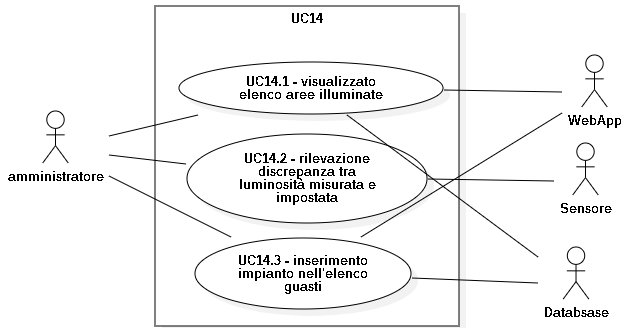 UC14
UC14.1 - visualizzato
elenco aree illuminate
WebApp
amministratore
UC14.2 - rilevazione
discrepanza tra
luminosità misurata e
impostata
Sensore
UC14.3 - inserimento
impianto nell'elenco
guasti
Databsase